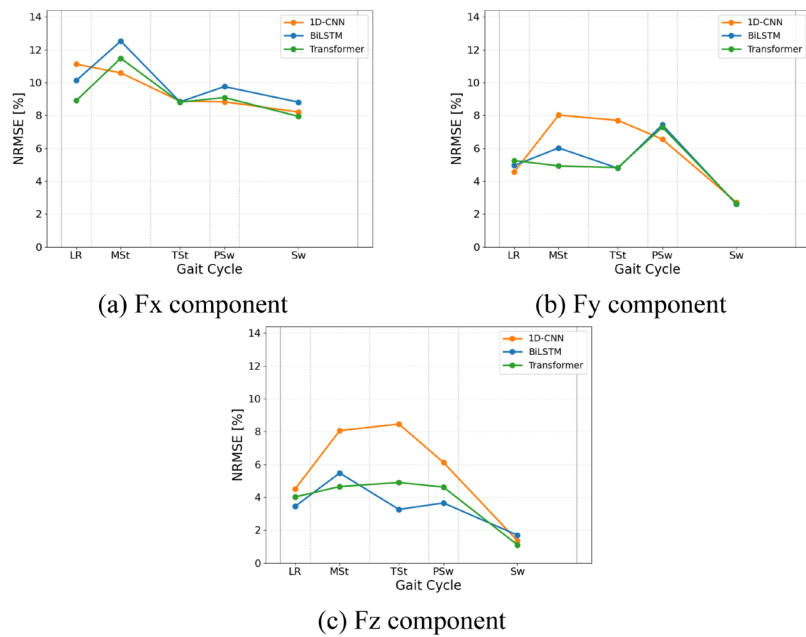 14
12
10
8
6
4
2
0
NRMSE [%]
1D-CNN
BiLSTM
Transformer
LR MSt TSt PSw Sw
Gait Cycle
(a) Fx component
14
12
10
8
6
4
2
0
NRMSE [%]
1D-CNN
BiLSTM
Transformer
LR MSt TSt PSw Sw
Gait Cycle
(b) Fy component
14
12
10
8
6
4
2
0
NRMSE [%]
1D-CNN
BiLSTM
Transformer
LR MSt TSt PSw Sw
Gait Cycle
(c) Fz component